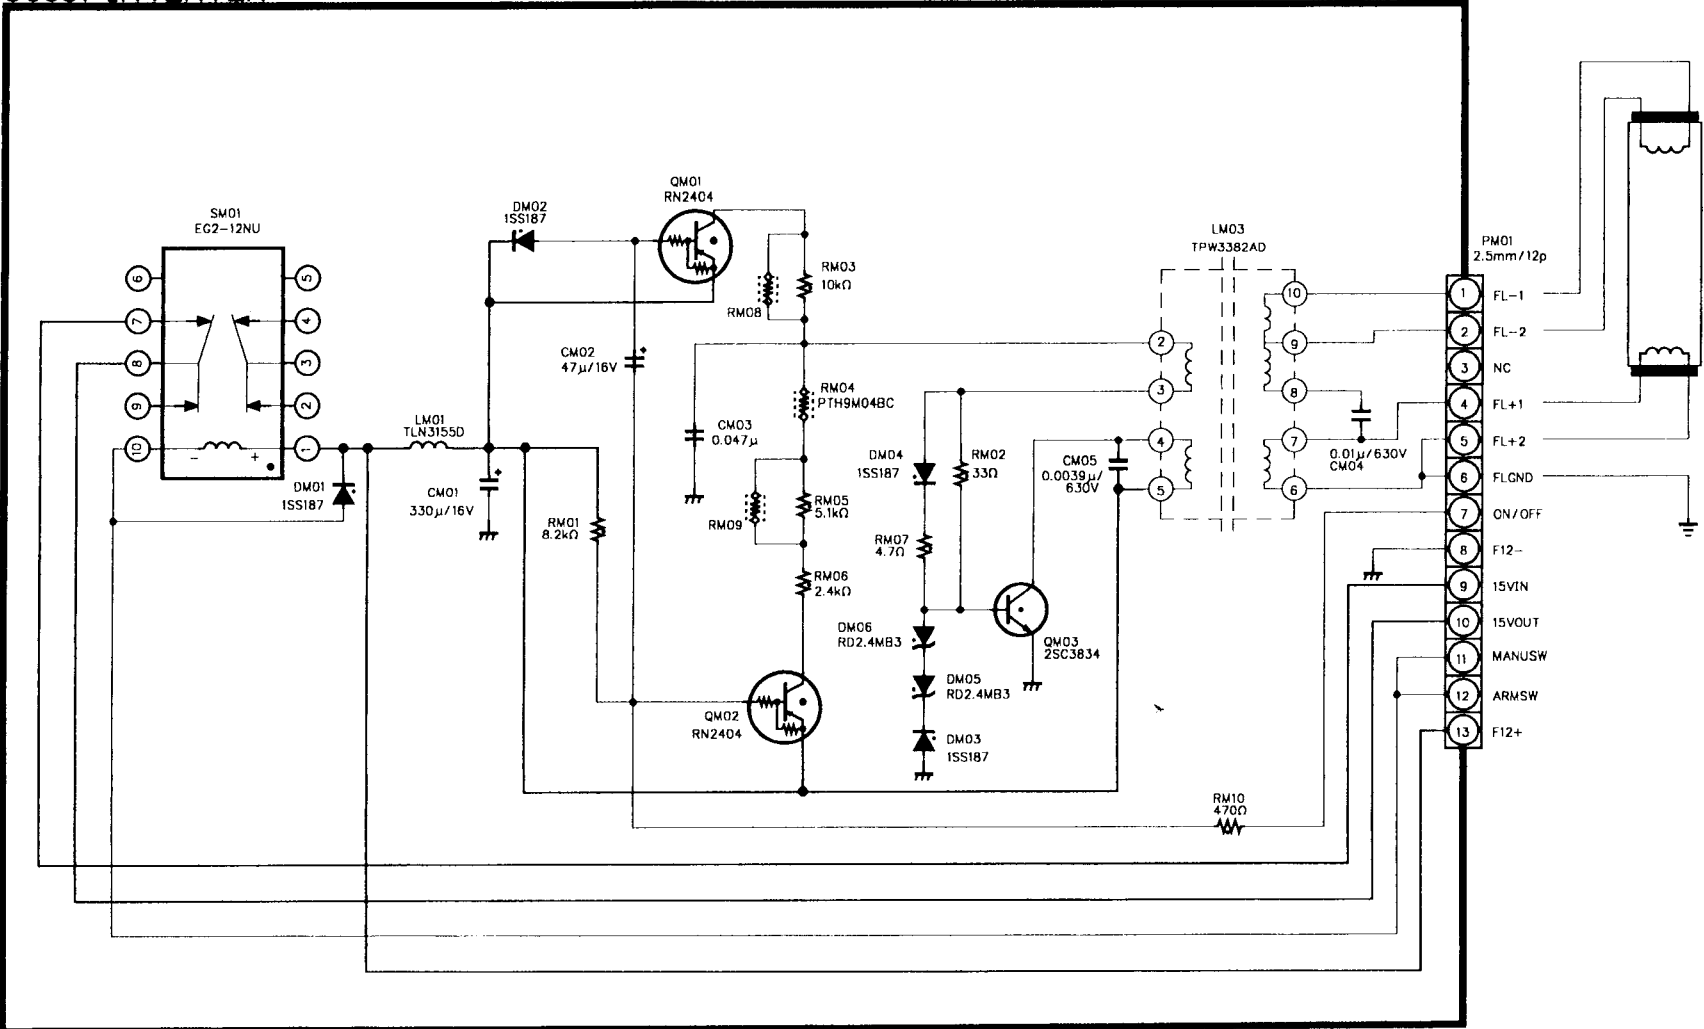 SM01
EG2-12NU
6
7
8
9
10
5
4
3
2
1
-
+
DM01
1SS187
LM01
TLN3155D
CM01
330μ/16V
+
DM02
1SS187
QM01
RN2404
CM02
47μ/16V
+
RM01
8.2kΩ
RM03
10kΩ
RM08
RM04
PTH9M04BC
CM03
0.047μ
RM05
5.1kΩ
RM09
RM06
2.4kΩ
QM02
RN2404
DM04
1SS187
RM02
33Ω
RM07
4.7Ω
DM06
RD2.4MB3
DM05
RD2.4MB3
DM03
1SS187
QM03
2SC3834
CM05
0.0039μ/
630V
LM03
TPW3382AD
2
3
4
5
10
9
8
7
6
0.01μ/630V
CM04
RM10
470Ω
PM01
2.5mm/12p
1 FL-1
2 FL-2
3 NC
4 FL+1
5 FL+2
6 FLGND
7 ON/OFF
8 F12-
9 15VIN
10 15VOUT
11 MANUSW
12 ARMSW
13 F12+